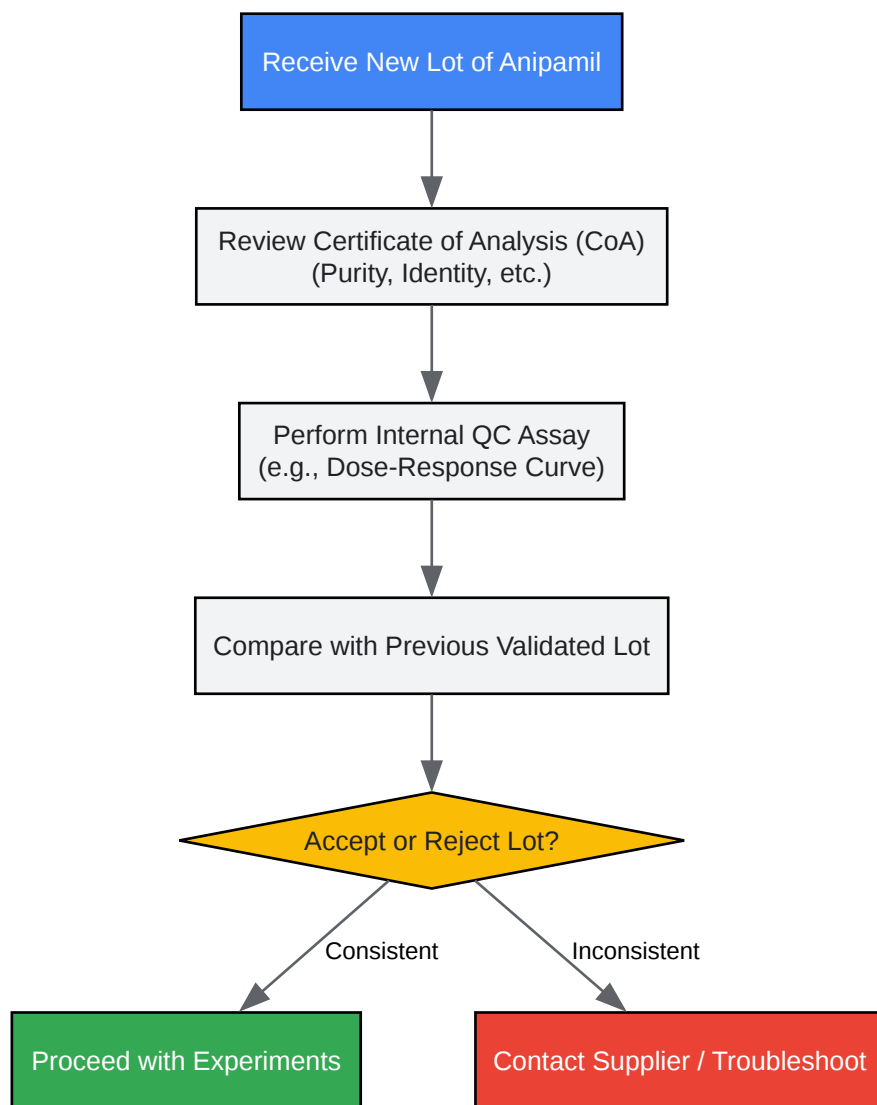 Receive New Lot of Anipamil
Review Certificate of Analysis (CoA)
(Purity, Identity, etc.)
Perform Internal QC Assay
(e.g., Dose-Response Curve)
Compare with Previous Validated Lot
Accept or Reject Lot?
Consistent
Inconsistent
Proceed with Experiments
Contact Supplier / Troubleshoot